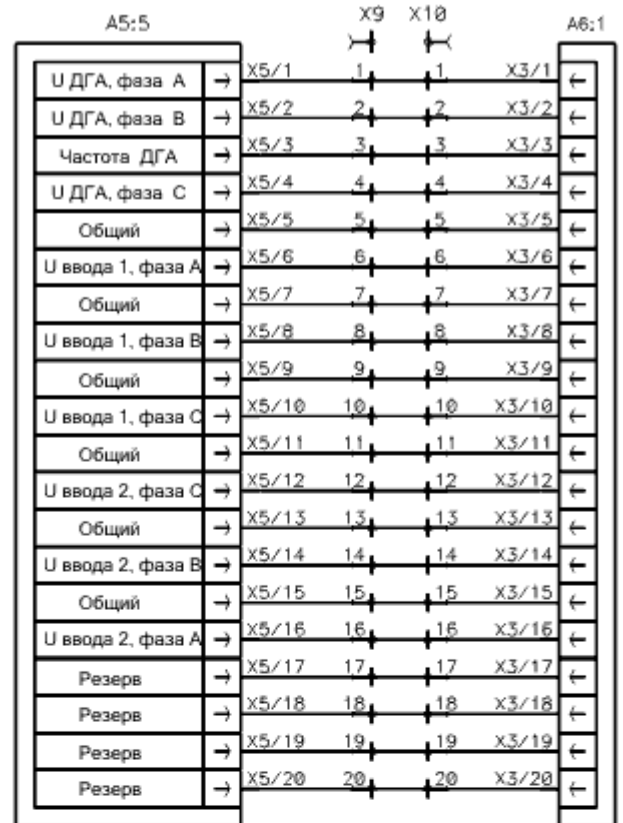 A5:5 X9 X10 A6:1
U ДГА, фаза А X5/1 1 1 X3/1
U ДГА, фаза В X5/2 2 2 X3/2
Частота ДГА X5/3 3 3 X3/3
U ДГА, фаза С X5/4 4 4 X3/4
Общий X5/5 5 5 X3/5
U ввода 1, фаза А X5/6 6 6 X3/6
Общий X5/7 7 7 X3/7
U ввода 1, фаза В X5/8 8 8 X3/8
Общий X5/9 9 9 X3/9
U ввода 1, фаза С X5/10 10 10 X3/10
Общий X5/11 11 11 X3/11
U ввода 2, фаза С X5/12 12 12 X3/12
Общий X5/13 13 13 X3/13
U ввода 2, фаза В X5/14 14 14 X3/14
Общий X5/15 15 15 X3/15
U ввода 2, фаза А X5/16 16 16 X3/16
Резерв X5/17 17 17 X3/17
Резерв X5/18 18 18 X3/18
Резерв X5/19 19 19 X3/19
Резерв X5/20 20 20 X3/20